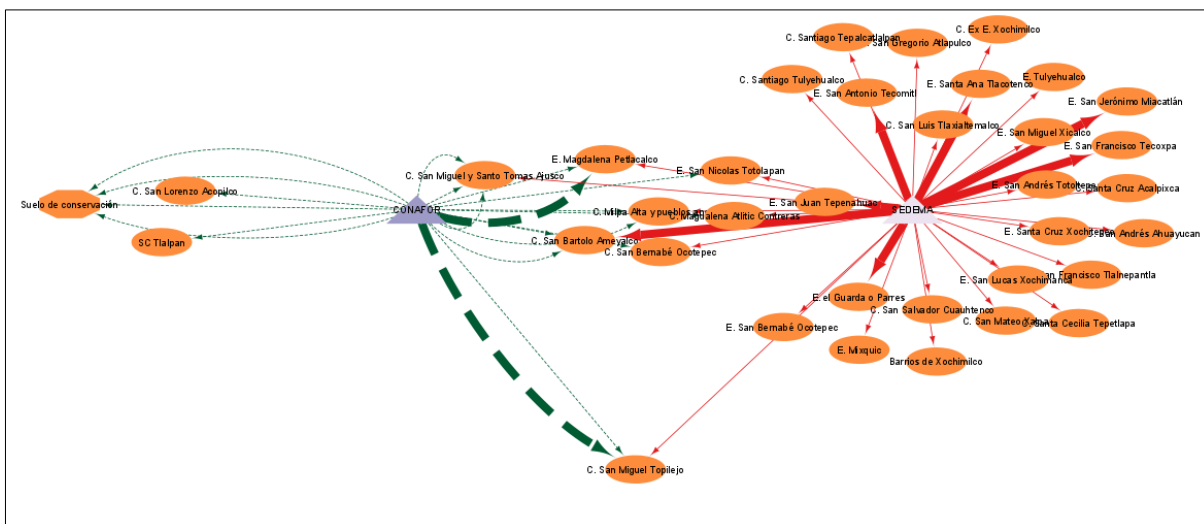 C. Ex E. Xochimilco
C. Santiago Tepalcatlalpan
San Gregorio Atlapulco
C. Santiago Tulyehualco
E. San Antonio Tecomitl
E. Santa Ana Tlacotenco
E. Tulyehualco
E. San Jerónimo Miacatlán
C. San Luis Tlaxialtemalco
E. San Miguel Xicalco
E. San Francisco Tecoxpa
E. Magdalena Petlacalco
E. San Nicolas Totolapan
C. San Miguel y Santo Tomas Ajusco
C. San Lorenzo Acopilco
E. San Andrés Totoltepec
C. Santa Cruz Acalpixca
Suelo de conservación
CONAFOR
E. San Juan Tepenahuac
SEDEMA
C. Milpa Alta y pueblos an
C. Magdalena Atlitic Contreras
SC Tlalpan
C. San Bartolo Ameyalco
C. San Bernabé Ocotepec
E. Santa Cruz Xochitepec
San Andrés Ahuayucan
E. San Lucas Xochimanca
San Francisco Tlalnepantla
E. el Guarda o Parres
C. San Salvador Cuauhtenco
C. San Mateo Xalpa
Santa Cecilia Tepetlapa
E. San Bernabé Ocotepec
E. Mixquic
Barrios de Xochimilco
C. San Miguel Topilejo